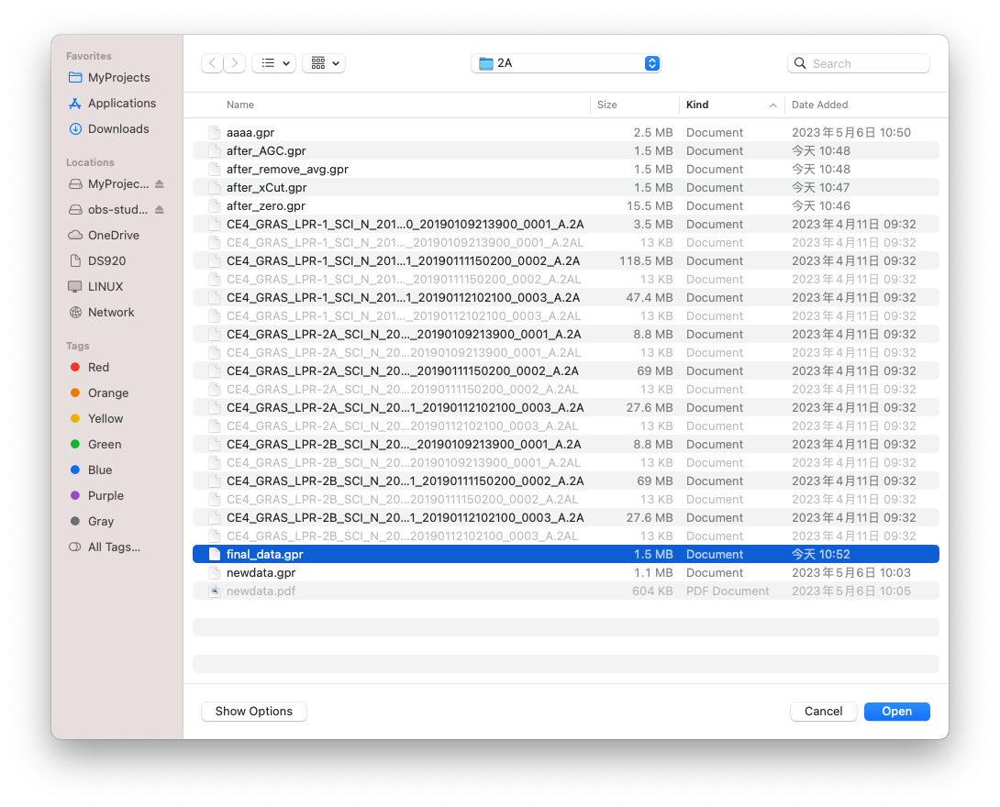 Favorites
MyProjects
Applications
Downloads
Locations
MyProjec...
obs-stud...
OneDrive
DS920
LINUX
Network
Tags
Red
Orange
Yellow
Green
Blue
Purple
Gray
All Tags...
2A
Search
Name Size Kind Date Added
aaaa.gpr 2.5 MB Document 2023年5月6日 10:50
after_AGC.gpr 1.5 MB Document 今天 10:48
after_remove_avg.gpr 1.5 MB Document 今天 10:48
after_xCut.gpr 1.5 MB Document 今天 10:47
after_zero.gpr 15.5 MB Document 今天 10:46
CE4_GRAS_LPR-1_SCI_N_201...0_20190109213900_0001_A.2A 3.5 MB Document 2023年4月11日 09:32
CE4_GRAS_LPR-1_SCI_N_201..._20190109213900_0001_A.2AL 13 KB Document 2023年4月11日 09:32
CE4_GRAS_LPR-1_SCI_N_201...1_20190111150200_0002_A.2A 118.5 MB Document 2023年4月11日 09:32
CE4_GRAS_LPR-1_SCI_N_201..._20190111150200_0002_A.2AL 13 KB Document 2023年4月11日 09:32
CE4_GRAS_LPR-1_SCI_N_201...1_20190112102100_0003_A.2A 47.4 MB Document 2023年4月11日 09:32
CE4_GRAS_LPR-1_SCI_N_201..._20190112102100_0003_A.2AL 13 KB Document 2023年4月11日 09:32
CE4_GRAS_LPR-2A_SCI_N_20..._20190109213900_0001_A.2A 8.8 MB Document 2023年4月11日 09:32
CE4_GRAS_LPR-2A_SCI_N_20...20190109213900_0001_A.2AL 13 KB Document 2023年4月11日 09:32
CE4_GRAS_LPR-2A_SCI_N_20..._20190111150200_0002_A.2A 69 MB Document 2023年4月11日 09:32
CE4_GRAS_LPR-2A_SCI_N_20...20190111150200_0002_A.2AL 13 KB Document 2023年4月11日 09:32
CE4_GRAS_LPR-2A_SCI_N_20...1_20190112102100_0003_A.2A 27.6 MB Document 2023年4月11日 09:32
CE4_GRAS_LPR-2A_SCI_N_20...20190112102100_0003_A.2AL 13 KB Document 2023年4月11日 09:32
CE4_GRAS_LPR-2B_SCI_N_20..._20190109213900_0001_A.2A 8.8 MB Document 2023年4月11日 09:32
CE4_GRAS_LPR-2B_SCI_N_20...20190109213900_0001_A.2AL 13 KB Document 2023年4月11日 09:32
CE4_GRAS_LPR-2B_SCI_N_20...1_20190111150200_0002_A.2A 69 MB Document 2023年4月11日 09:32
CE4_GRAS_LPR-2B_SCI_N_20...20190111150200_0002_A.2AL 13 KB Document 2023年4月11日 09:32
CE4_GRAS_LPR-2B_SCI_N_20...1_20190112102100_0003_A.2A 27.6 MB Document 2023年4月11日 09:32
CE4_GRAS_LPR-2B_SCI_N_20...20190112102100_0003_A.2AL 13 KB Document 2023年4月11日 09:32
final_data.gpr 1.5 MB Document 今天 10:52
newdata.gpr 1.1 MB Document 2023年5月6日 10:03
newdata.pdf 604 KB PDF Document 2023年5月6日 10:05
Show Options Cancel Open